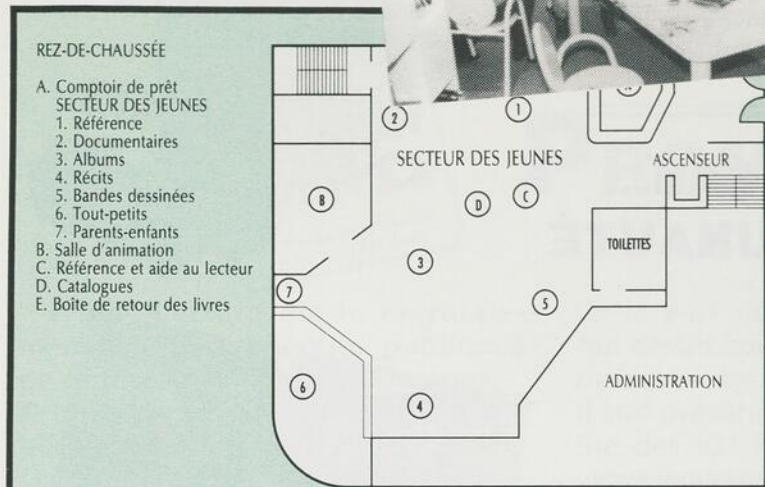 REZ-DE-CHAUSSÉE
A. Comptoir de prêt
SECTEUR DES JEUNES
1. Référence
2. Documentaires
3. Albums
4. Récits
5. Bandes dessinées
6. Tout-petits
7. Parents-enfants
B. Salle d'animation
C. Référence et aide au lecteur
D. Catalogues
E. Boîte de retour des livres
2
1
SECTEUR DES JEUNES
ASCENSEUR
B
D
C
TOILETTES
3
7
5
6
4
ADMINISTRATION